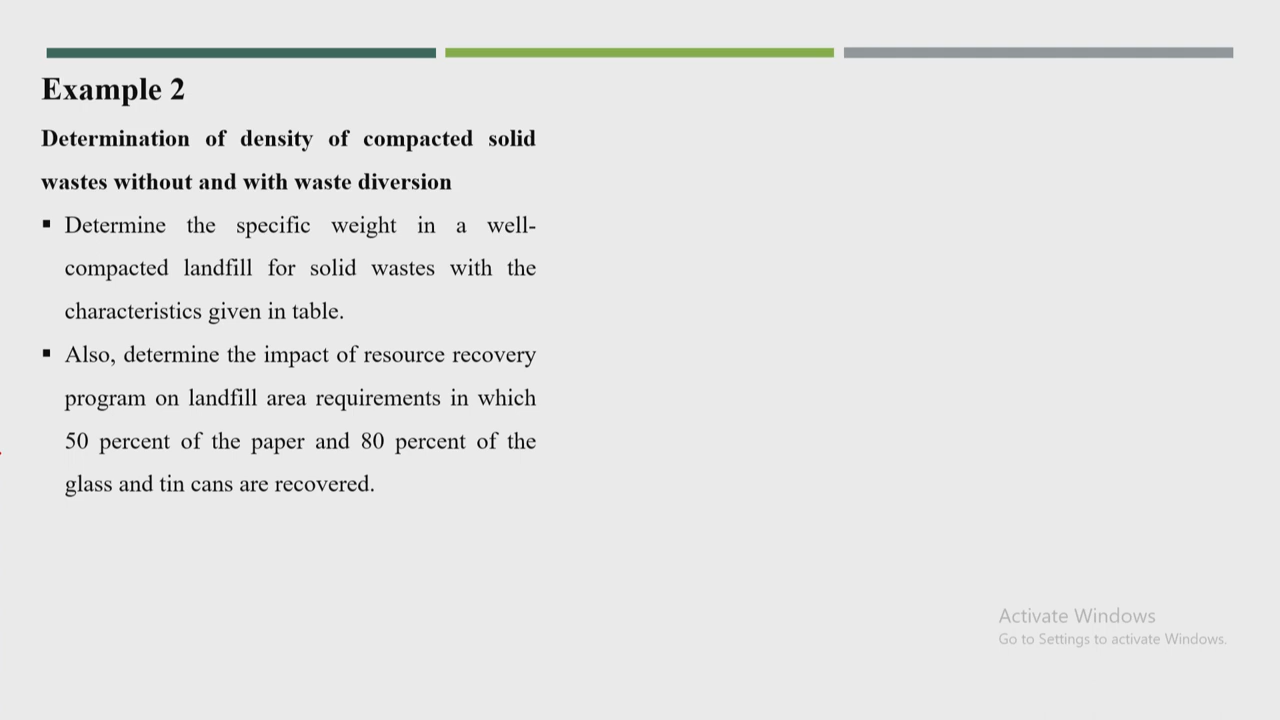 Example 2
Determination of density of compacted solid
wastes without and with waste diversion
▪ Determine the specific weight in a well-
compacted landfill for solid wastes with the
characteristics given in table.
▪ Also, determine the impact of resource recovery
program on landfill area requirements in which
50 percent of the paper and 80 percent of the
glass and tin cans are recovered.
Activate Windows
Go to Settings to activate Windows.